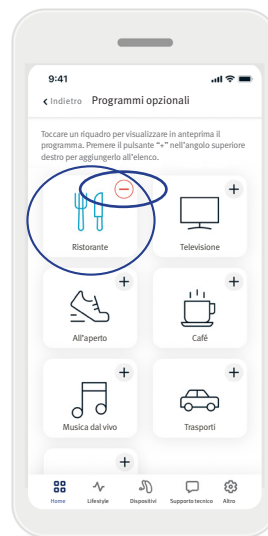 9:41
Indietro Programmi opzionali
Toccare un riquadro per visualizzare in anteprima il
programma. Premere il pulsante “+” nell’angolo superiore
destro per aggiungerlo all’elenco.
Ristorante
Televisione
All’aperto
Café
Musica dal vivo
Trasporti
Home Lifestyle Dispositivi Supporto tecnico Altro